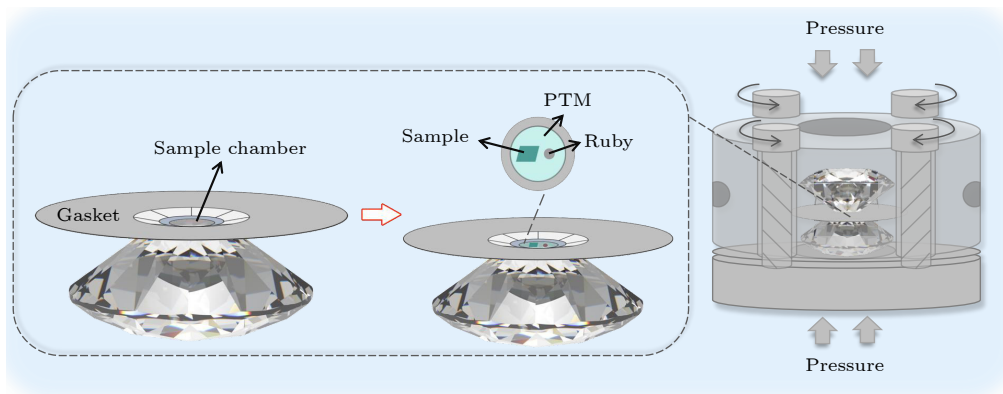 Pressure
PTM
Sample
Ruby
Sample chamber
Gasket
Pressure